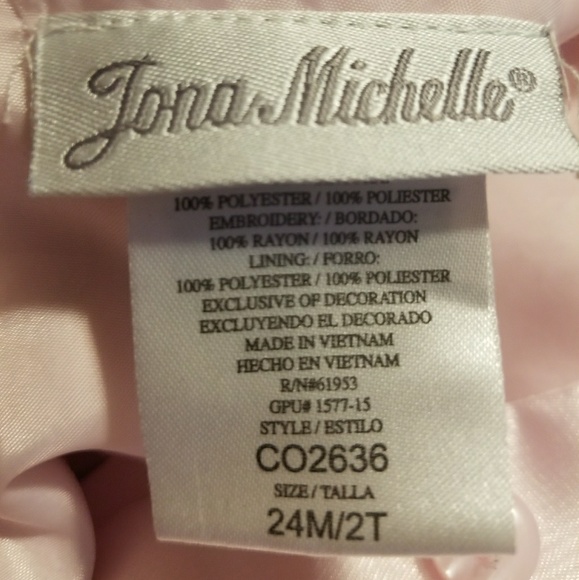 Jona Michelle®
100% POLYESTER / 100% POLIESTER
EMBROIDERY: / BORDADO:
100% RAYON / 100% RAYON
LINING: / FORRO:
100% POLYESTER / 100% POLIESTER
EXCLUSIVE OF DECORATION
EXCLUYENDO EL DECORADO
MADE IN VIETNAM
HECHO EN VIETNAM
R/N#61953
GPU# 1577-15
STYLE / ESTILO
CO2636
SIZE / TALLA
24M/2T